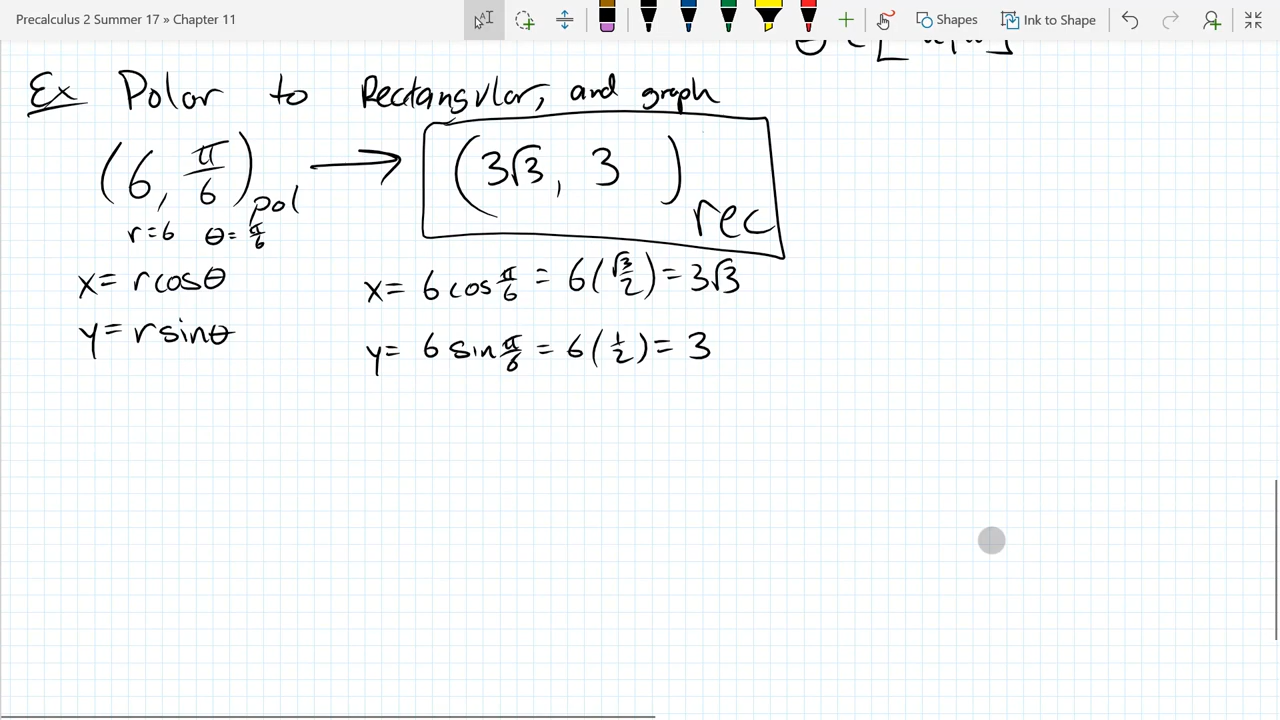 Precalculus 2 Summer 17 » Chapter 11
Shapes
Ink to Shape
Ex Polar to Rectangular, and graph
(6, π/6)pol → (3√3, 3)rec
r=6 θ=π/6
x= rcosθ
x= 6 cos π/6 = 6(√3/2) = 3√3
y= rsinθ
y= 6 sin π/6 = 6(1/2) = 3